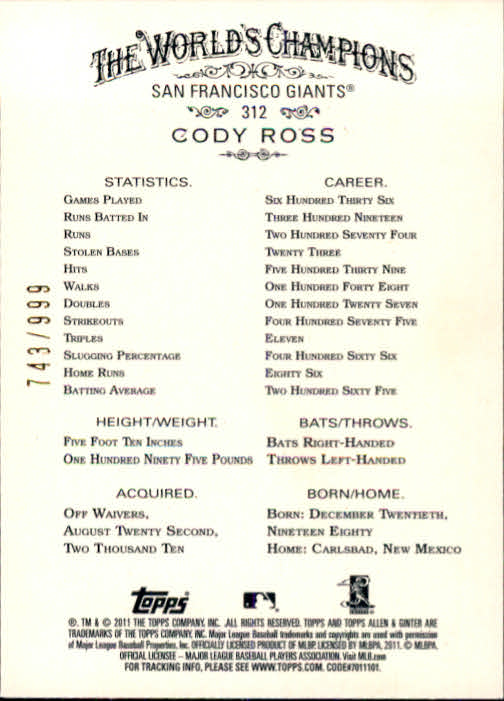 THE WORLD'S CHAMPIONS
SAN FRANCISCO GIANTS®
312
CODY ROSS
STATISTICS. CAREER.
GAMES PLAYED SIX HUNDRED THIRTY SIX
RUNS BATTED IN THREE HUNDRED NINETEEN
RUNS TWO HUNDRED SEVENTY FOUR
STOLEN BASES TWENTY THREE
HITS FIVE HUNDRED THIRTY NINE
WALKS ONE HUNDRED FORTY EIGHT
DOUBLES ONE HUNDRED TWENTY SEVEN
STRIKEOUTS FOUR HUNDRED SEVENTY FIVE
TRIPLES ELEVEN
SLUGGING PERCENTAGE FOUR HUNDRED SIXTY SIX
HOME RUNS EIGHTY SIX
BATTING AVERAGE TWO HUNDRED SIXTY FIVE
743/999
HEIGHT/WEIGHT. BATS/THROWS.
FIVE FOOT TEN INCHES BATS RIGHT-HANDED
ONE HUNDRED NINETY FIVE POUNDS THROWS LEFT-HANDED
ACQUIRED. BORN/HOME.
OFF WAIVERS, BORN: DECEMBER TWENTIETH,
AUGUST TWENTY SECOND, NINETEEN EIGHTY
TWO THOUSAND TEN HOME: CARLSBAD, NEW MEXICO
Topps
®, TM & © 2011 THE TOPPS COMPANY, INC. ALL RIGHTS RESERVED. TOPPS AND TOPPS ALLEN & GINTER ARE
TRADEMARKS OF THE TOPPS COMPANY, INC. Major League Baseball trademarks and copyrights are used with permission
of Major League Baseball Properties, Inc. OFFICIALLY LICENSED PRODUCT OF MLBP. LICENSED BY MLBPA, 2011. © MLBPA,
OFFICIAL LICENSEE – MAJOR LEAGUE BASEBALL PLAYERS ASSOCIATION. Visit MLB.com
FOR TRACKING INFO, PLEASE SEE WWW.TOPPS.COM. CODE#7011101.